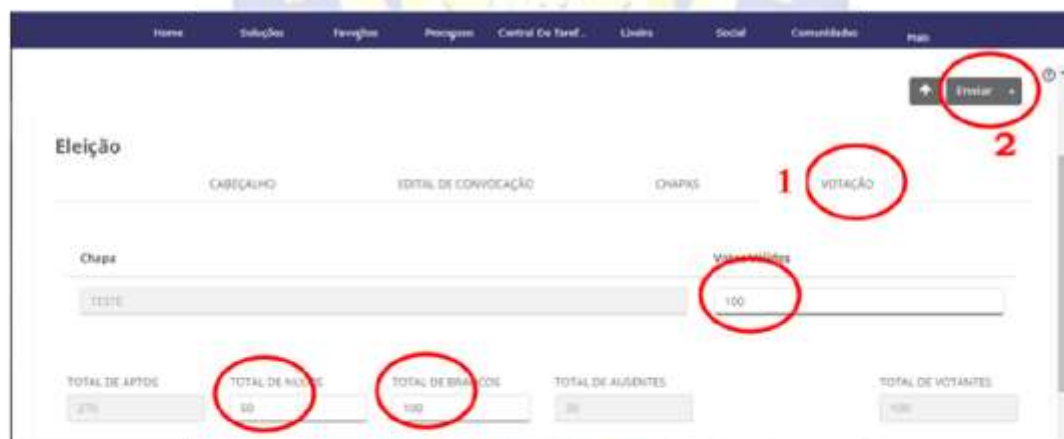 Home Soluções Favoritos Processos Central De Taref... Livros Social Comunidades Mais
Enviar
2
Eleição
CABEÇALHO EDITAL DE CONVOCAÇÃO CHAPAS 1 VOTAÇÃO
Chapa Votos Válidos
TESTE 100
TOTAL DE APTOS TOTAL DE NULOS TOTAL DE BRANCOS TOTAL DE AUSENTES TOTAL DE VOTANTES
50 100